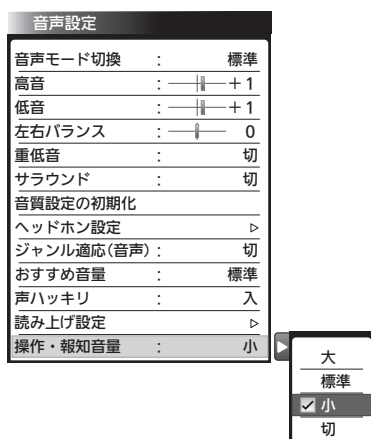 音声設定
音声モード切換 : 標準
高音 : +1
低音 : +1
左右バランス : 0
重低音 : 切
サラウンド : 切
音質設定の初期化
ヘッドホン設定
ジャンル適応(音声) : 切
おすすめ音量 : 標準
声ハッキリ : 入
読み上げ設定
操作・報知音量 : 小
大
標準
小
切